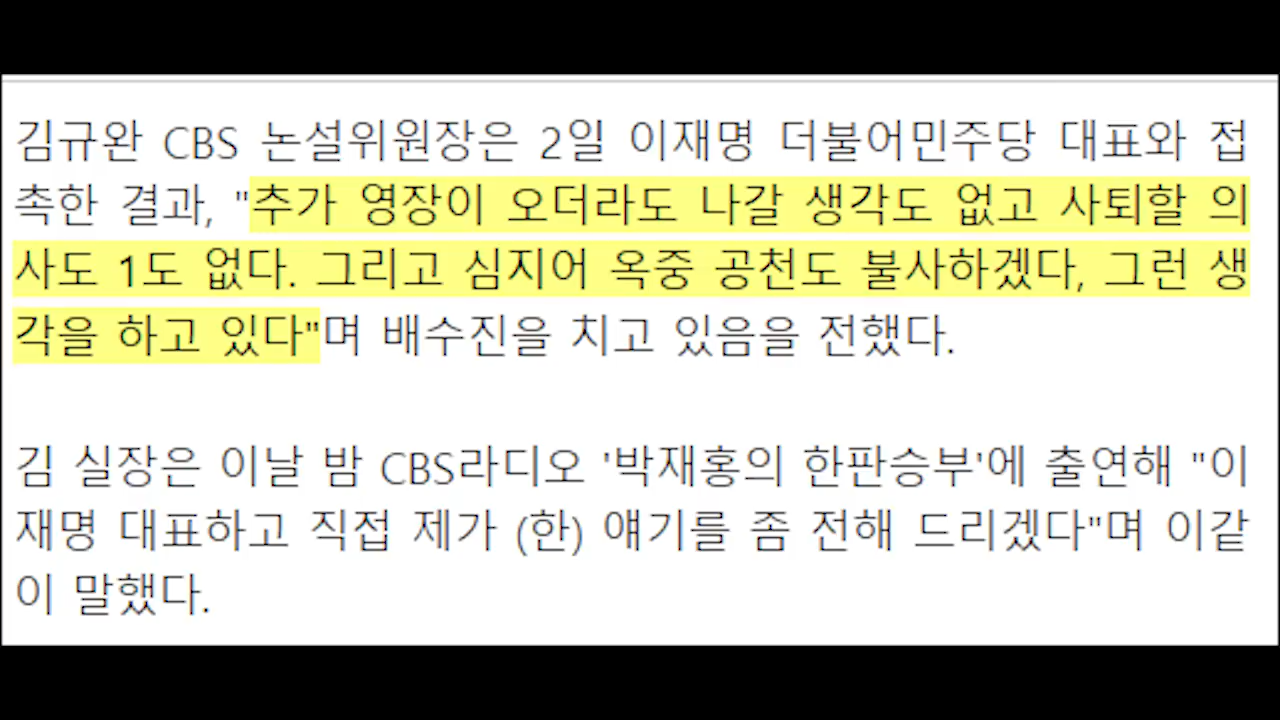 김규완 CBS 논설위원장은 2일 이재명 더불어민주당 대표와 접
촉한 결과, "추가 영장이 오더라도 나갈 생각도 없고 사퇴할 의
사도 1도 없다. 그리고 심지어 옥중 공천도 불사하겠다, 그런 생
각을 하고 있다"며 배수진을 치고 있음을 전했다.
김 실장은 이날 밤 CBS라디오 '박재홍의 한판승부'에 출연해 "이
재명 대표하고 직접 제가 (한) 얘기를 좀 전해 드리겠다"며 이같
이 말했다.